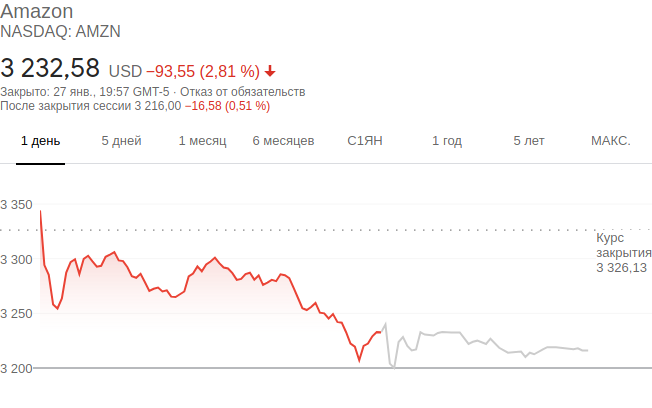 Amazon
NASDAQ: AMZN
3 232,58 USD −93,55 (2,81 %)
Закрыто: 27 янв., 19:57 GMT-5 · Отказ от обязательств
После закрытия сессии 3 216,00 −16,58 (0,51 %)
1 день 5 дней 1 месяц 6 месяцев С1ЯН 1 год 5 лет МАКС.
3 350
Курс
закрытия
3 326,13
3 300
3 250
3 200